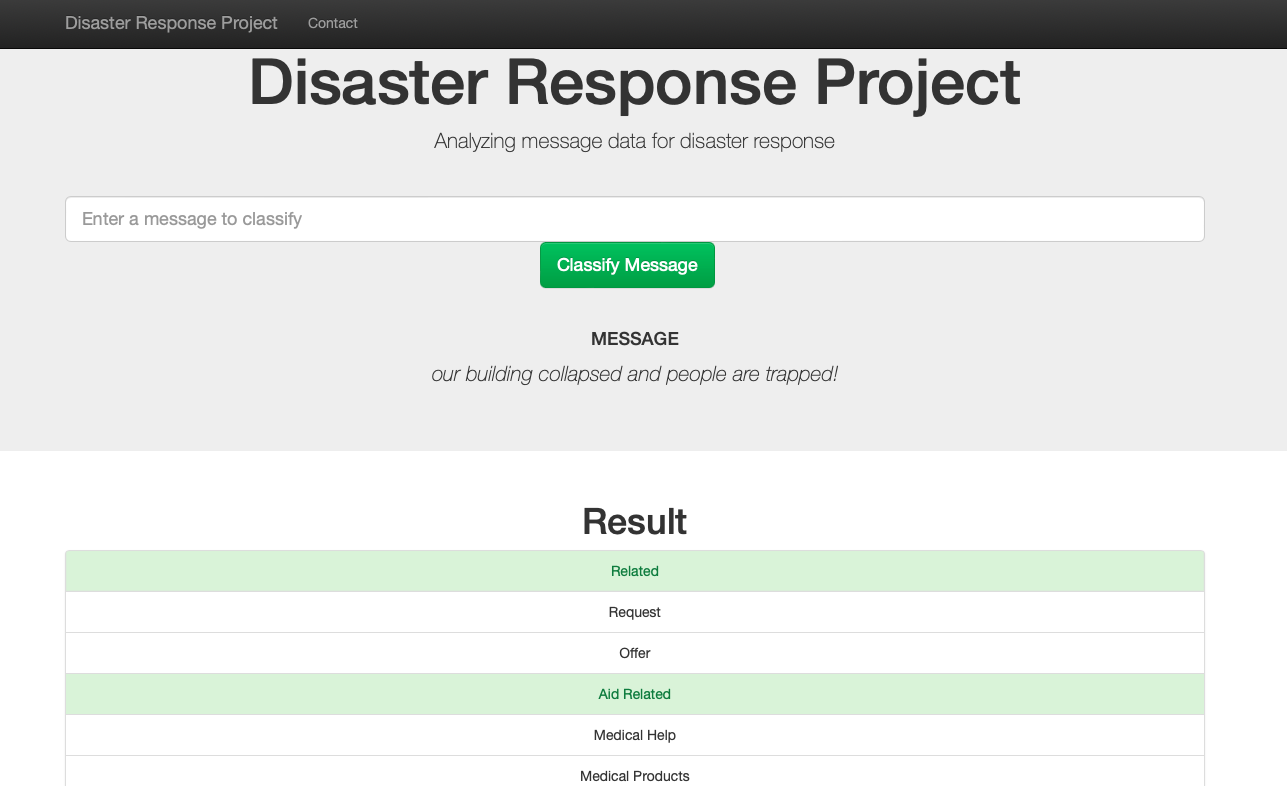 Disaster Response Project Contact
Disaster Response Project
Analyzing message data for disaster response
Enter a message to classify
Classify Message
MESSAGE
our building collapsed and people are trapped!
Result
Related
Request
Offer
Aid Related
Medical Help
Medical Products